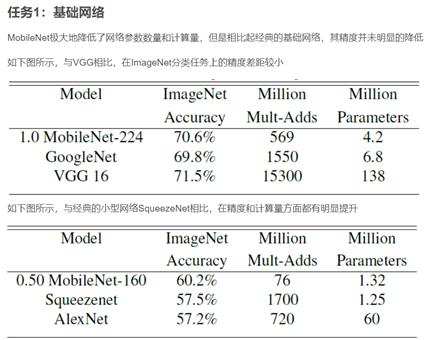 任务1：基础网络
MobileNet极大地降低了网络参数数量和计算量，但是相比起经典的基础网络，其精度并未明显的降低
如下图所示，与VGG相比，在ImageNet分类任务上的精度差距较小
Model ImageNet Million Million
Accuracy Mult-Adds Parameters
1.0 MobileNet-224 70.6% 569 4.2
GoogleNet 69.8% 1550 6.8
VGG 16 71.5% 15300 138
如下图所示，与经典的小型网络SqueezeNet相比，在精度和计算量方面都有明显提升
Model ImageNet Million Million
Accuracy Mult-Adds Parameters
0.50 MobileNet-160 60.2% 76 1.32
Squeezenet 57.5% 1700 1.25
AlexNet 57.2% 720 60